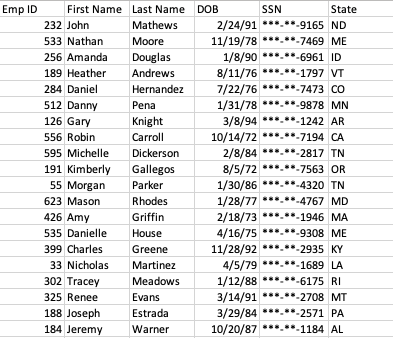 Emp ID First Name Last Name DOB SSN State
232 John Mathews 2/24/91 ***-**-9165 ND
533 Nathan Moore 11/19/78 ***-**-7469 ME
256 Amanda Douglas 1/8/90 ***-**-6961 ID
189 Heather Andrews 8/11/76 ***-**-1797 VT
284 Daniel Hernandez 7/22/76 ***-**-7473 CO
512 Danny Pena 1/31/78 ***-**-9878 MN
126 Gary Knight 3/8/94 ***-**-1242 AR
556 Robin Carroll 10/14/72 ***-**-7194 CA
595 Michelle Dickerson 2/8/84 ***-**-2817 TN
191 Kimberly Gallegos 8/5/72 ***-**-7563 OR
55 Morgan Parker 1/30/86 ***-**-4320 TN
623 Mason Rhodes 1/28/77 ***-**-4767 MD
426 Amy Griffin 2/18/73 ***-**-1946 MA
535 Danielle House 4/16/75 ***-**-9308 ME
399 Charles Greene 11/28/92 ***-**-2935 KY
33 Nicholas Martinez 4/5/79 ***-**-1689 LA
302 Tracey Meadows 1/12/88 ***-**-6175 RI
325 Renee Evans 3/14/91 ***-**-2708 MT
188 Joseph Estrada 3/29/84 ***-**-2571 PA
184 Jeremy Warner 10/20/87 ***-**-1184 AL